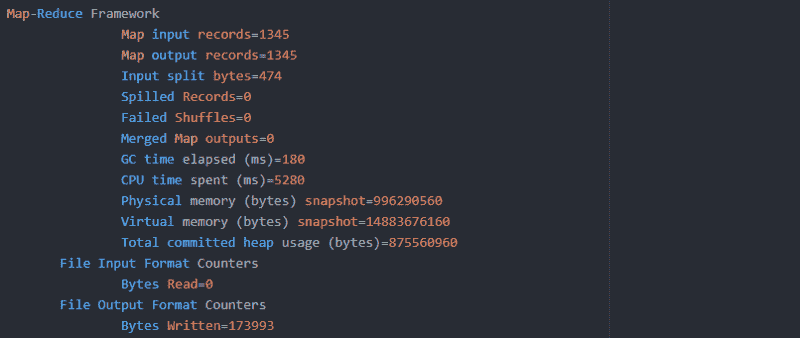 Map-Reduce Framework
Map input records=1345
Map output records=1345
Input split bytes=474
Spilled Records=0
Failed Shuffles=0
Merged Map outputs=0
GC time elapsed (ms)=180
CPU time spent (ms)=5280
Physical memory (bytes) snapshot=996290560
Virtual memory (bytes) snapshot=14883676160
Total committed heap usage (bytes)=875560960
File Input Format Counters
Bytes Read=0
File Output Format Counters
Bytes Written=173993